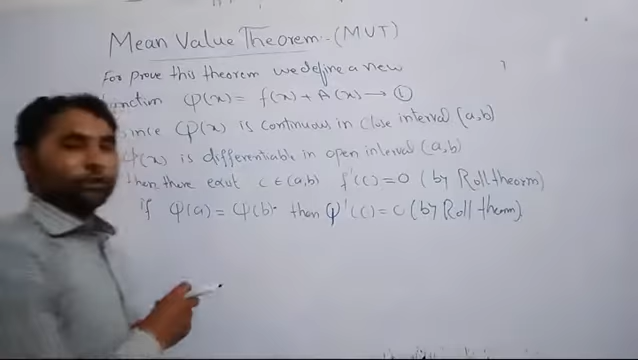 Mean Value Theorem:- (MVT)
For prove this theorem we define a new
function φ(x) = f(x) + A(x) → ①
Since φ(x) is continuous in close interval [a,b]
φ(x) is differentiable in open interval (a,b)
then there exist c ∈ (a,b) f'(c)=0 (by Roll theorm)
if φ(a) = φ(b) then φ'(c)=0 (by Roll therm)